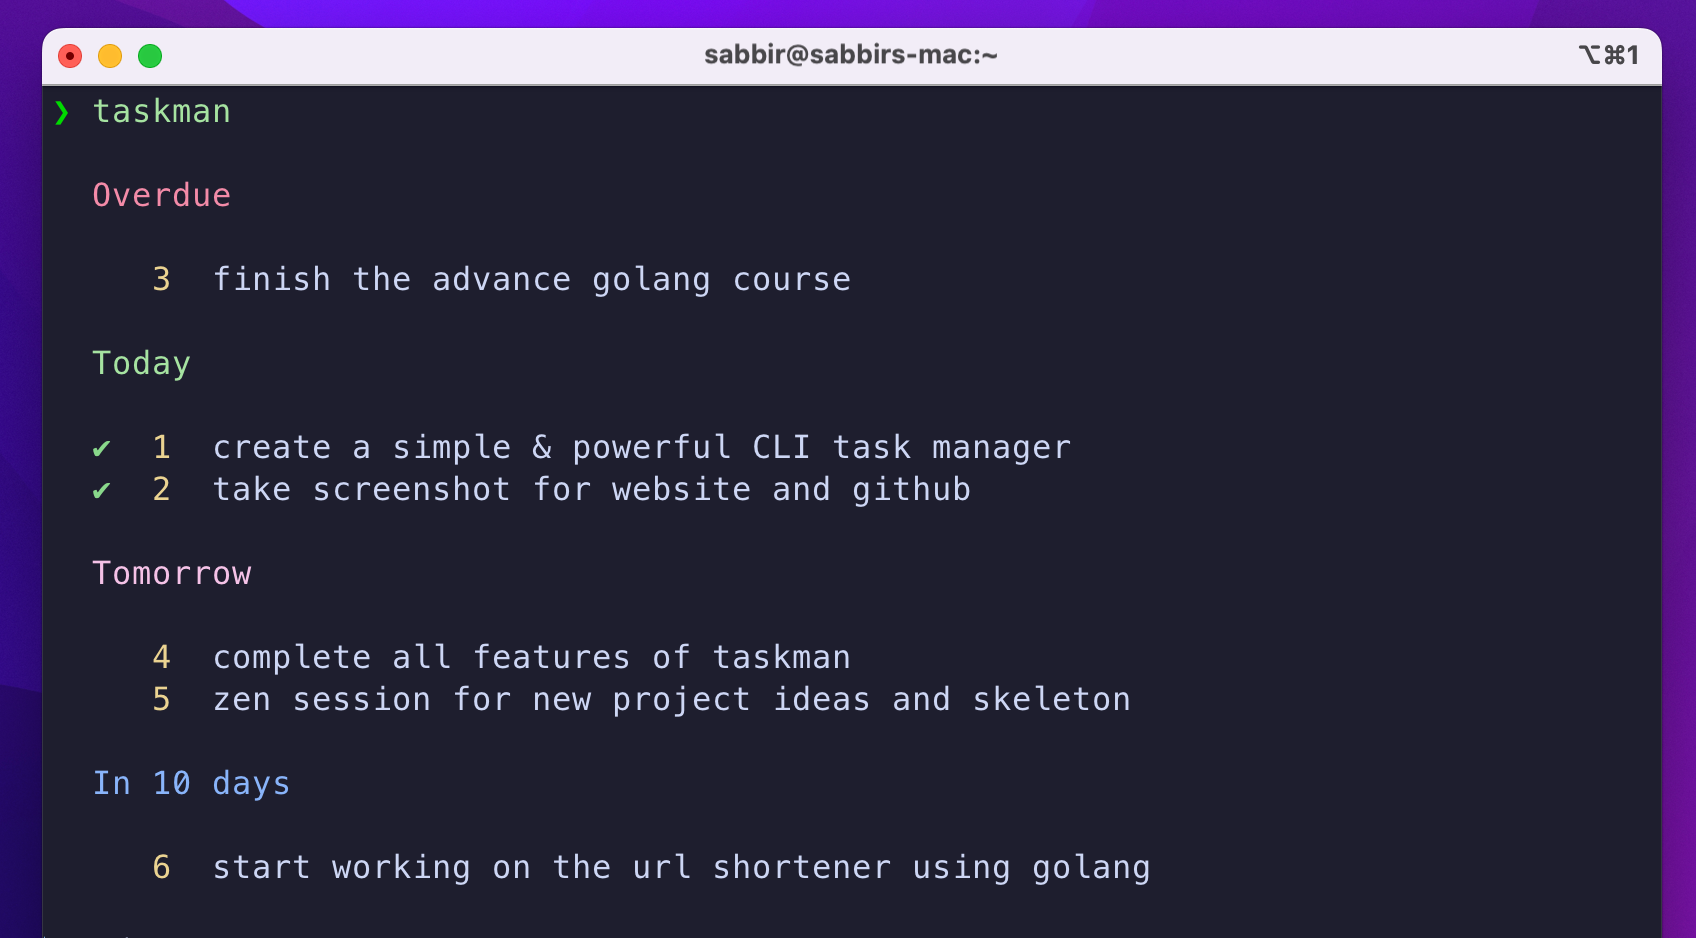 sabbir@sabbirs-mac:~ ⌥⌘1
❯ taskman
Overdue
3 finish the advance golang course
Today
✔ 1 create a simple & powerful CLI task manager
✔ 2 take screenshot for website and github
Tomorrow
4 complete all features of taskman
5 zen session for new project ideas and skeleton
In 10 days
6 start working on the url shortener using golang